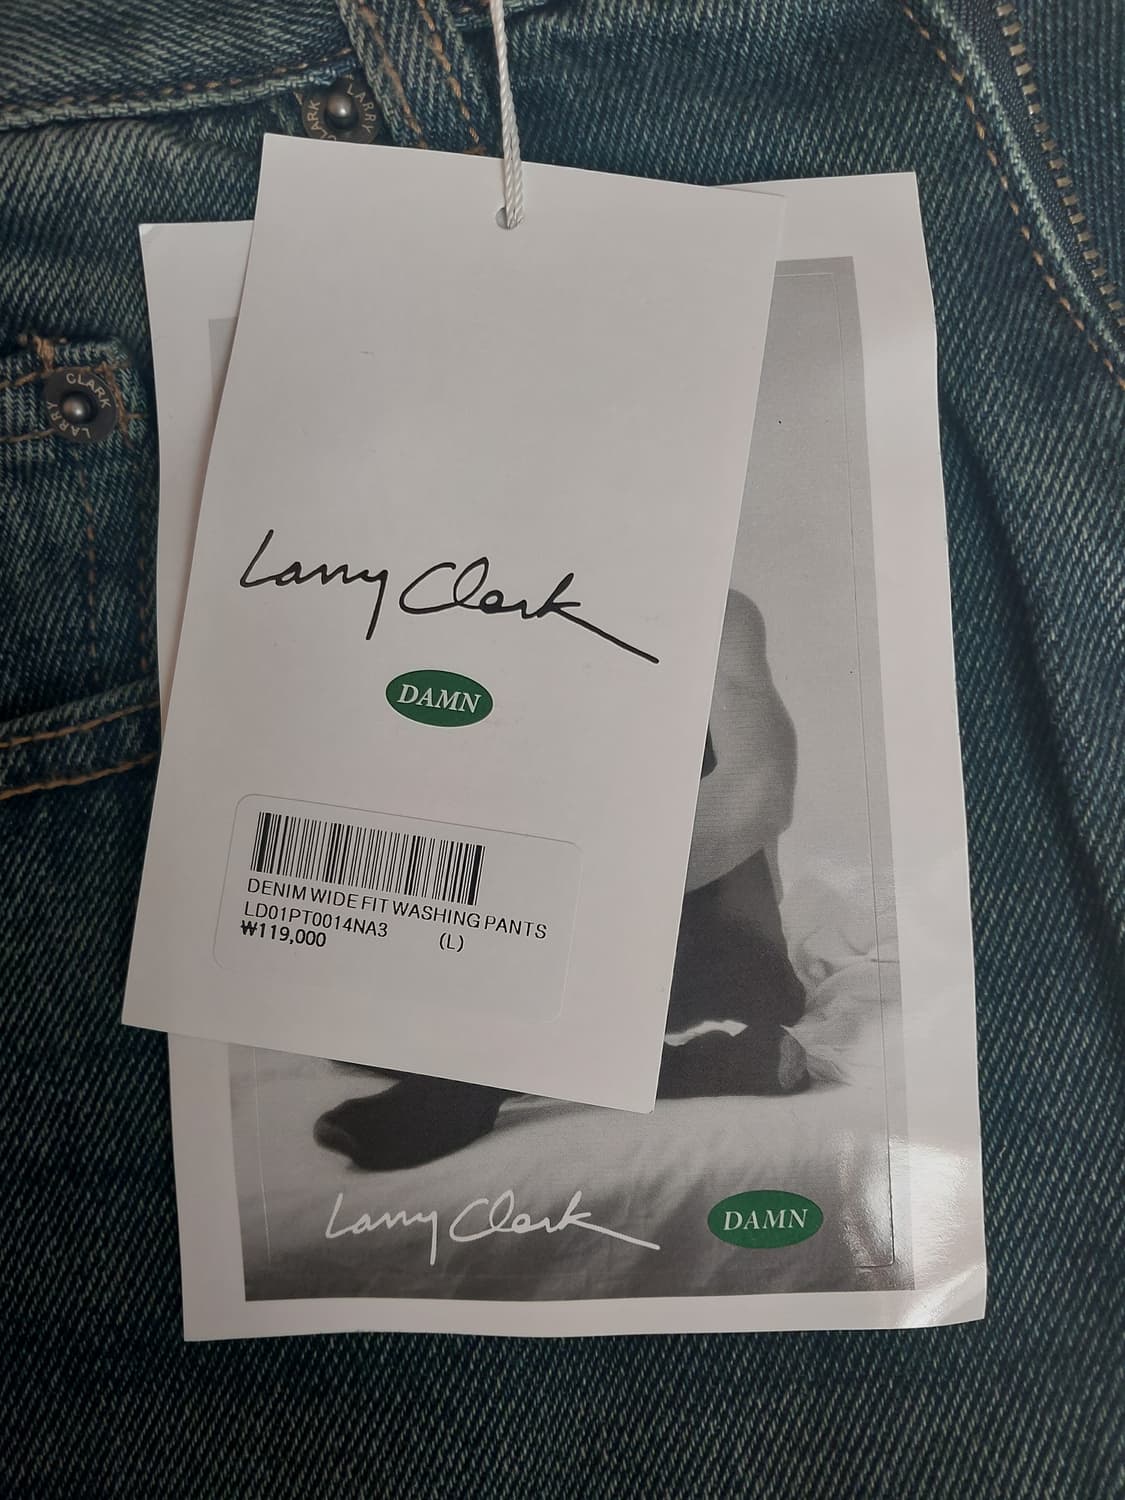 LARRY CLARK
CLARK LARRY
Larry Clark
DAMN
DENIM WIDE FIT WASHING PANTS
LD01PT0014NA3 (L)
₩119,000
Larry Clark
DAMN